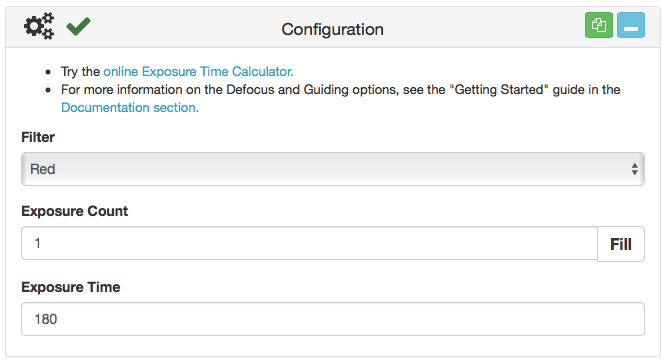 Configuration
Try the online Exposure Time Calculator.
For more information on the Defocus and Guiding options, see the "Getting Started" guide in the
Documentation section.
Filter
Red
Exposure Count
1
Fill
Exposure Time
180